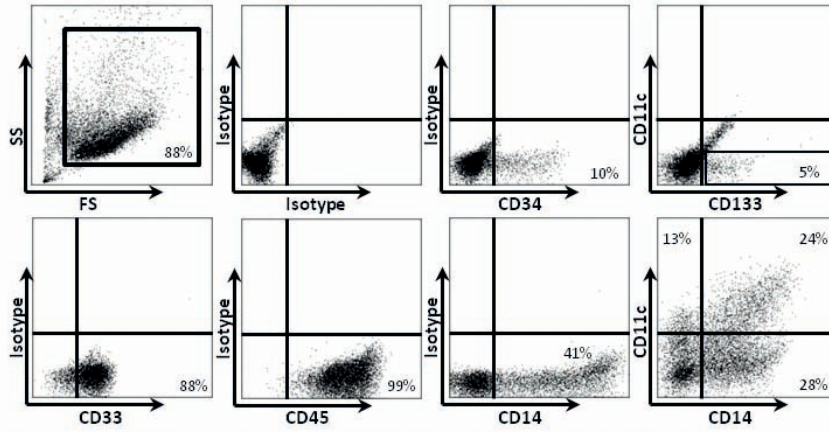 SS
88%
FS
Isotype
Isotype
Isotype
10%
CD34
CD11c
5%
CD133
Isotype
88%
CD33
Isotype
99%
CD45
Isotype
41%
CD14
CD11c
13%
24%
28%
CD14